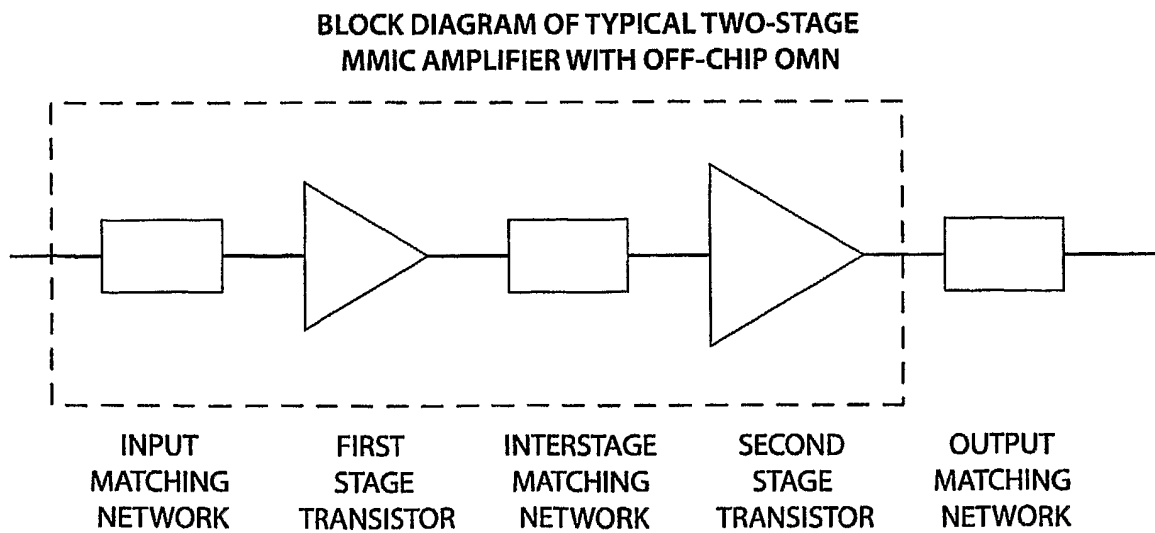 BLOCK DIAGRAM OF TYPICAL TWO-STAGE
MMIC AMPLIFIER WITH OFF-CHIP OMN
INPUT
MATCHING
NETWORK
FIRST
STAGE
TRANSISTOR
INTERSTAGE
MATCHING
NETWORK
SECOND
STAGE
TRANSISTOR
OUTPUT
MATCHING
NETWORK